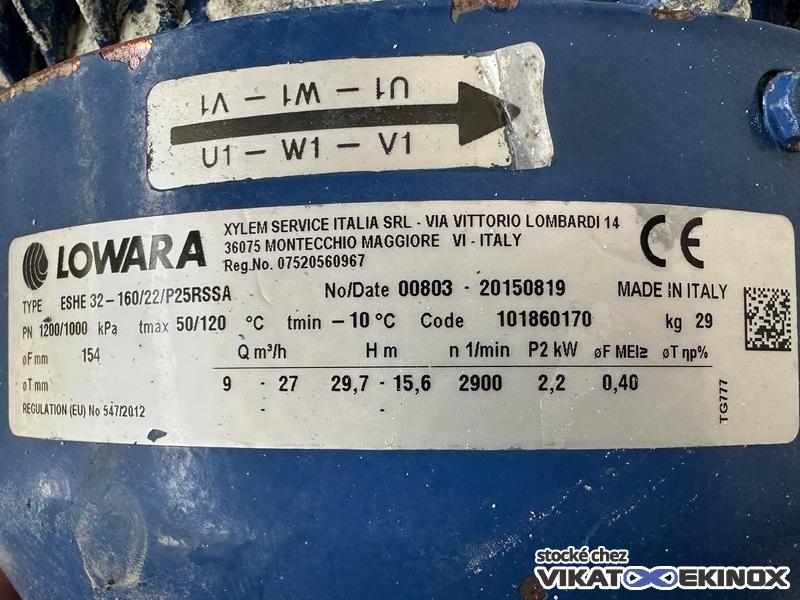 U1 - W1 - V1
U1 - W1 - V1
LOWARA
XYLEM SERVICE ITALIA SRL - VIA VITTORIO LOMBARDI 14
36075 MONTECCHIO MAGGIORE VI - ITALY
Reg.No. 07520560967
CE
TYPE ESHE 32-160/22/P25RSSA No/Date 00803 - 20150819 MADE IN ITALY
PN 1200/1000 kPa tmax 50/120 °C tmin -10 °C Code 101860170 kg 29
øF mm 154 Q m³/h H m n 1/min P2 kW øF MEI≥ øT ηp%
øT mm 9 - 27 29,7 - 15,6 2900 2,2 0,40
- -
REGULATION (EU) No 547/2012
TG777
stocké chez
VIKATOEKINOX